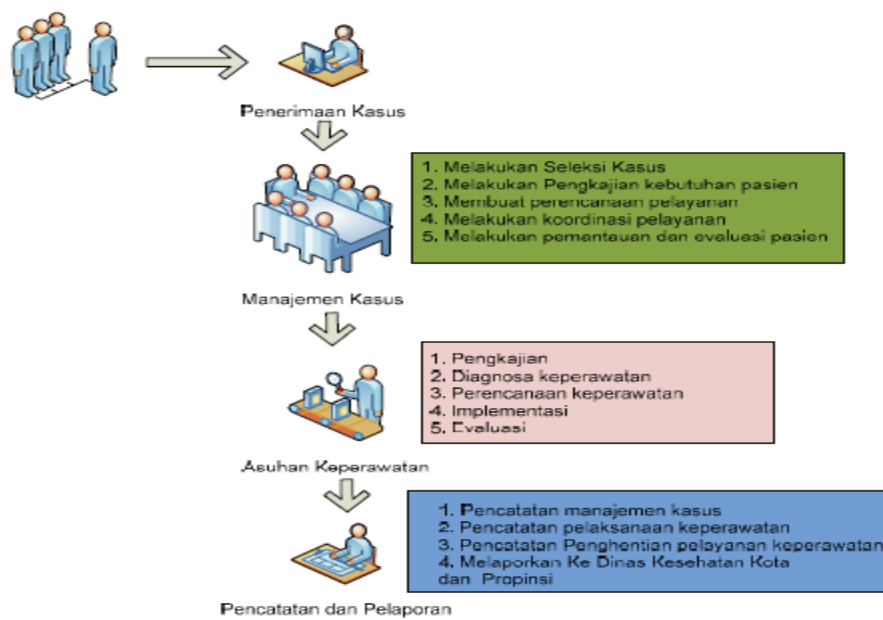 Penerimaan Kasus
1. Melakukan Seleksi Kasus
2. Melakukan Pengkajian kebutuhan pasien
3. Membuat perencanaan pelayanan
4. Melakukan koordinasi pelayanan
5. Melakukan pemantauan dan evaluasi pasien
Manajemen Kasus
1. Pengkajian
2. Diagnosa keperawatan
3. Perencanaan keperawatan
4. Implementasi
5. Evaluasi
Asuhan Keperawatan
1. Pencatatan manajemen kasus
2. Pencatatan pelaksanaan keperawatan
3. Pencatatan Penghentian pelayanan keperawatan
4. Melaporkan Ke Dinas Kesehatan Kota
dan Propinsi
Pencatatan dan Pelaporan